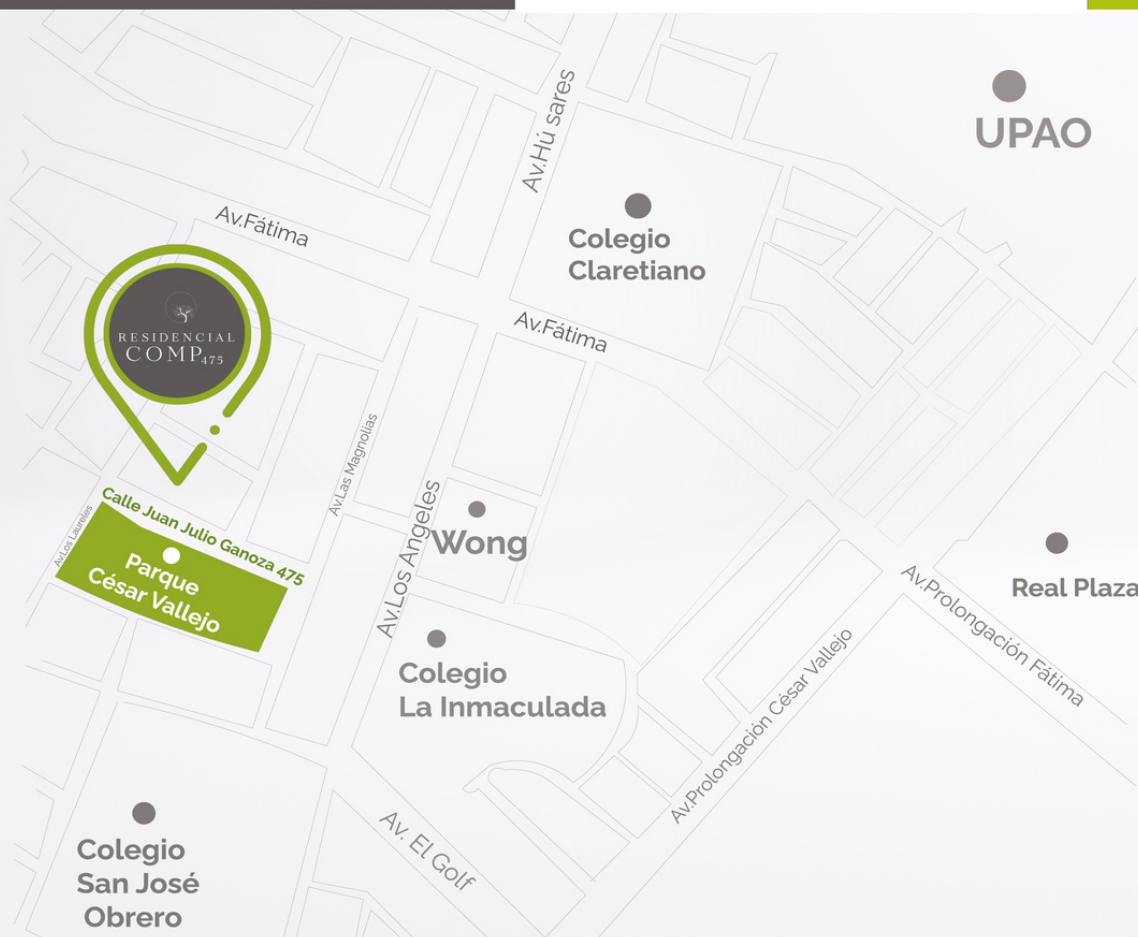 UPAO
Av.Hú sares
Colegio
Claretiano
Av.Fátima
Av.Fátima
RESIDENCIAL
COMP475
Av.Las Magnolias
Calle Juan Julio Ganoza 475
Av.Los Laureles
Parque
César Vallejo
Av.Los Angeles
Wong
Real Plaza
Av.Prolongación Fátima
Colegio
La Inmaculada
Av.Prolongación César Vallejo
Av. El Golf
Colegio
San José
Obrero